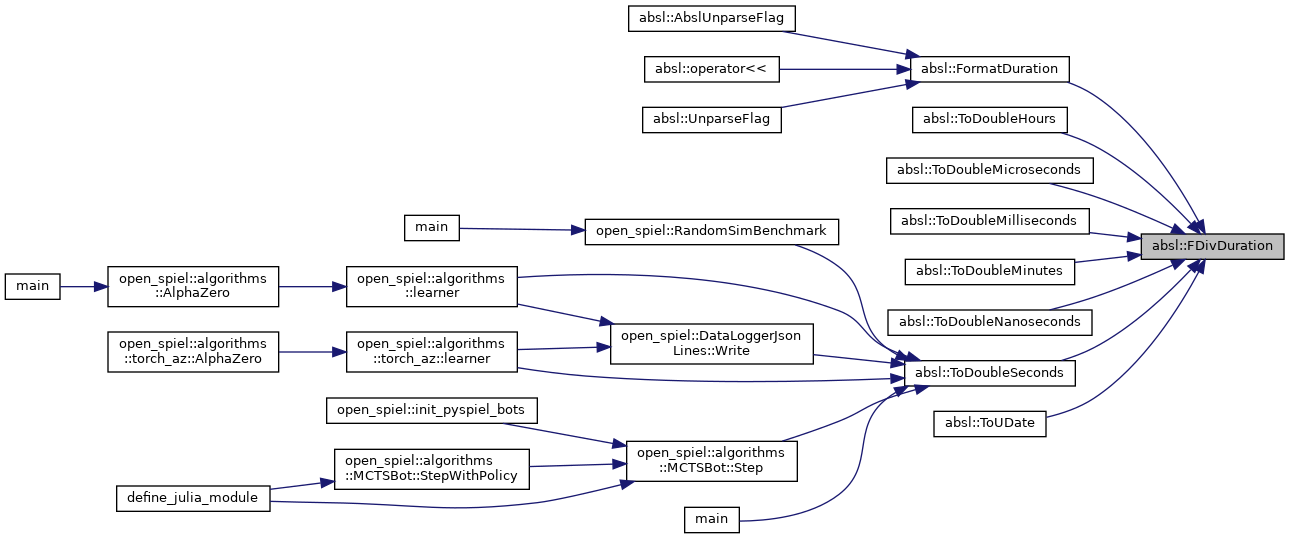 absl::AbslUnparseFlag
absl::operator<<
absl::FormatDuration
absl::UnparseFlag
absl::ToDoubleHours
absl::ToDoubleMicroseconds
absl::ToDoubleMilliseconds
main
open_spiel::RandomSimBenchmark
absl::FDivDuration
absl::ToDoubleMinutes
main
open_spiel::algorithms
::AlphaZero
open_spiel::algorithms
::learner
absl::ToDoubleNanoseconds
open_spiel::DataLoggerJson
Lines::Write
open_spiel::algorithms
::torch_az::AlphaZero
open_spiel::algorithms
::torch_az::learner
absl::ToDoubleSeconds
open_spiel::init_pyspiel_bots
absl::ToUDate
open_spiel::algorithms
::MCTSBot::Step
open_spiel::algorithms
::MCTSBot::StepWithPolicy
define_julia_module
main